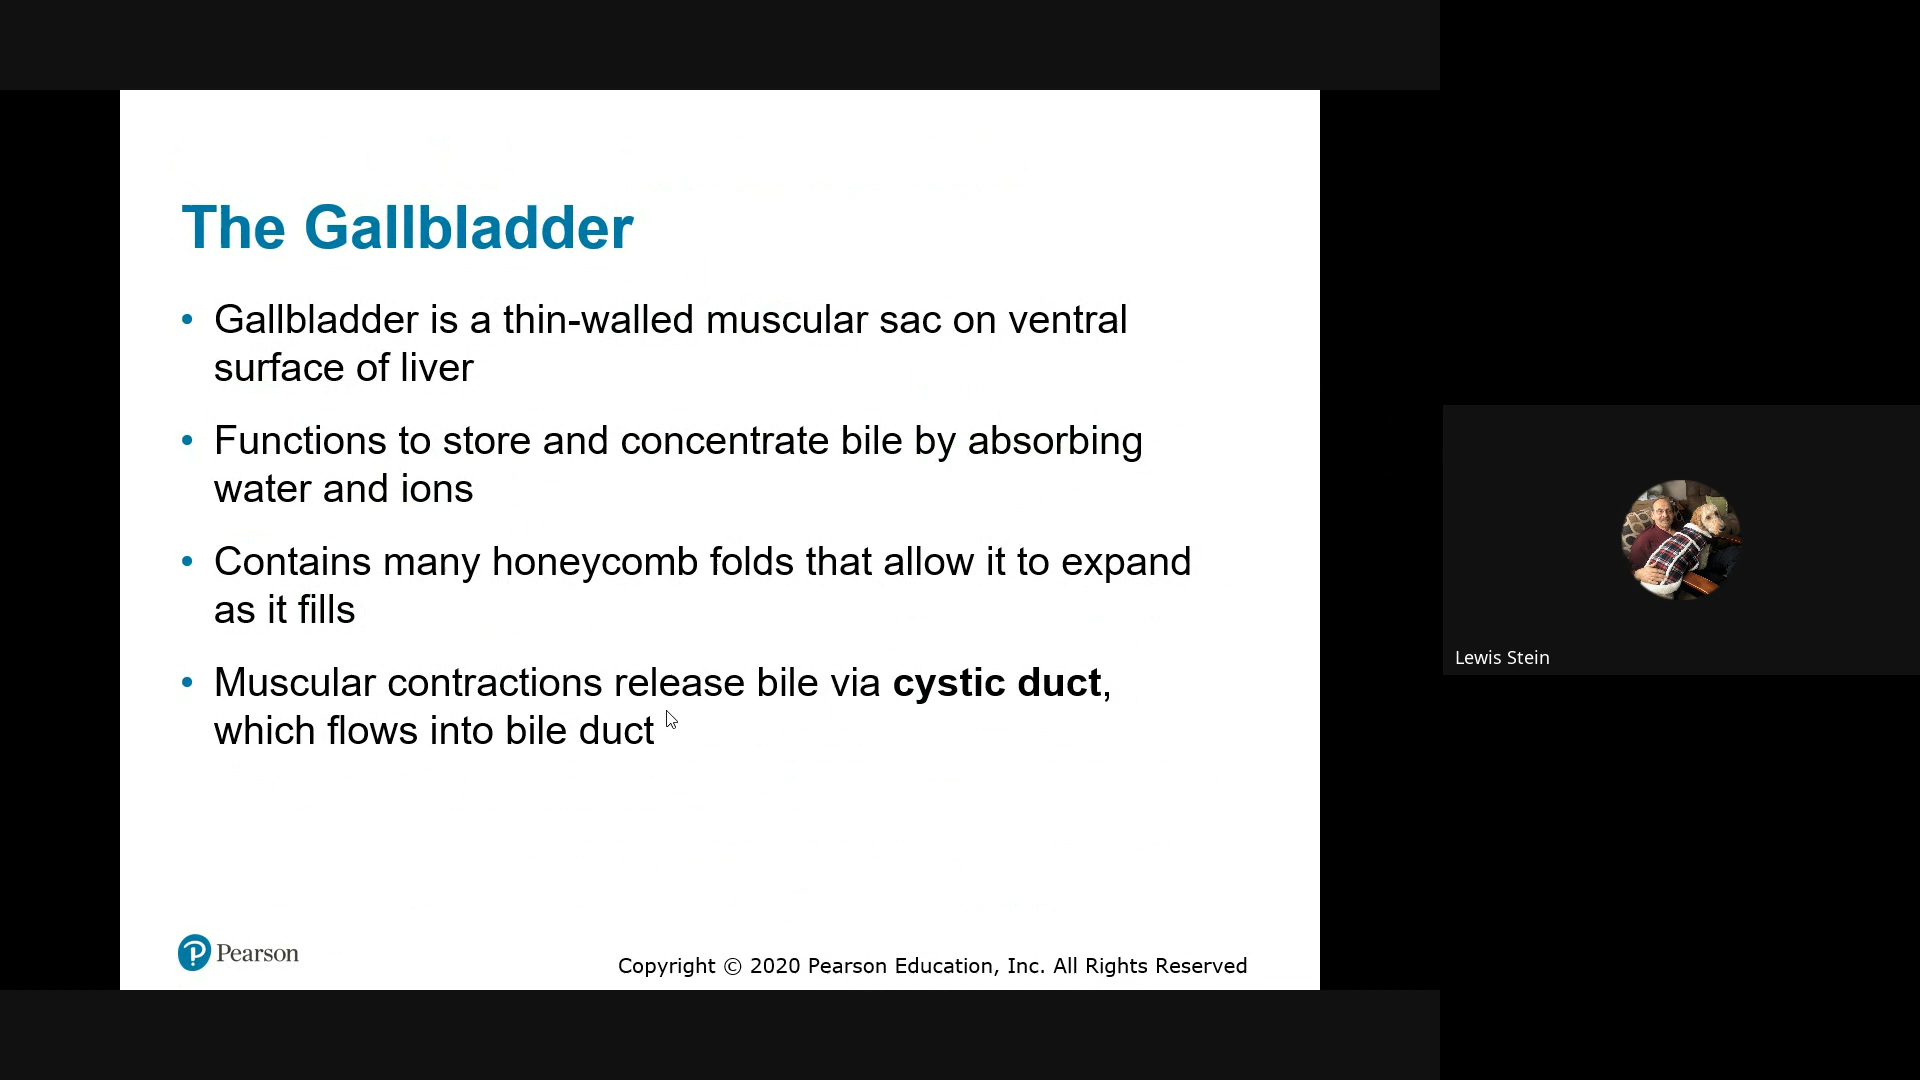 The Gallbladder
• Gallbladder is a thin-walled muscular sac on ventral
surface of liver
• Functions to store and concentrate bile by absorbing
water and ions
• Contains many honeycomb folds that allow it to expand
as it fills
• Muscular contractions release bile via cystic duct,
which flows into bile duct
Lewis Stein
Pearson
Copyright © 2020 Pearson Education, Inc. All Rights Reserved